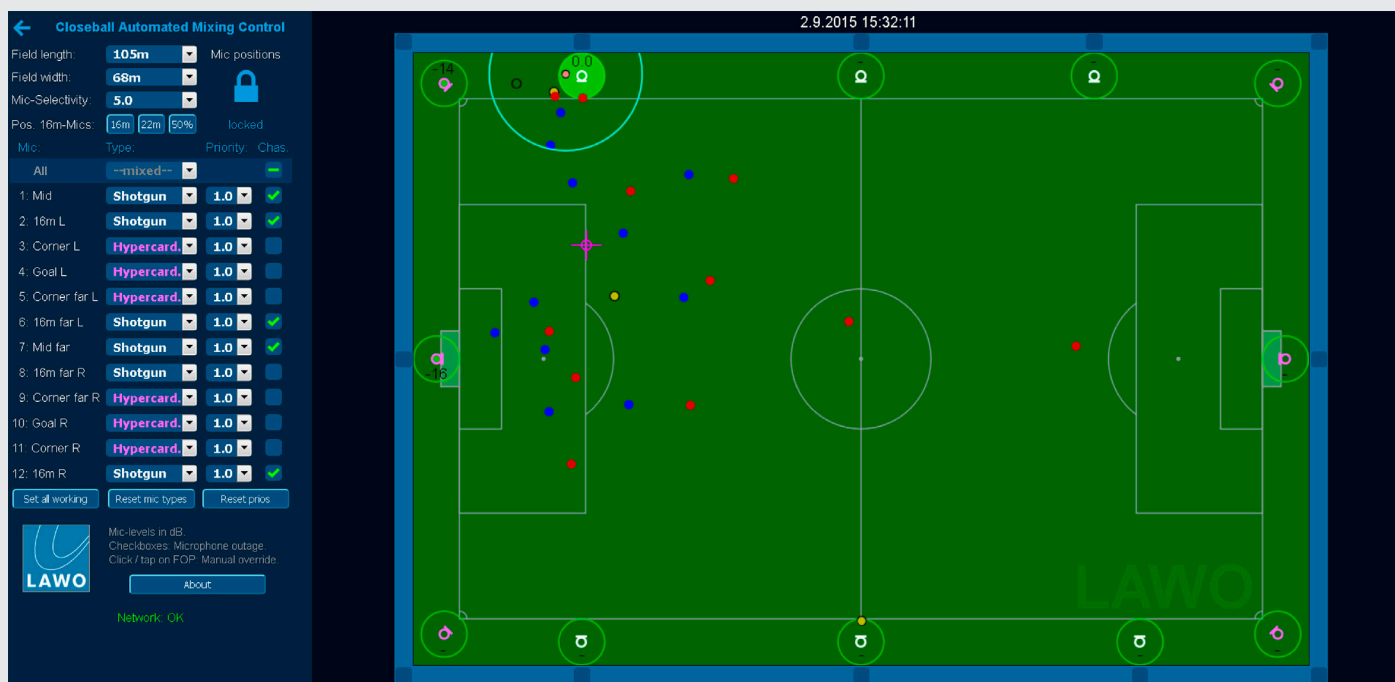 Closeball Automated Mixing Control
2.9.2015 15:32:11
Field length: 105m Mic positions
Field width: 68m
Mic-Selectivity: 5.0
Pos. 16m-Mics: 16m 22m 50% locked
Mic: Type: Priority: Chas.
All --mixed--
1: Mid Shotgun 1.0
2: 16m L Shotgun 1.0
3: Corner L Hypercard. 1.0
4: Goal L Hypercard. 1.0
5: Corner far L Hypercard. 1.0
6: 16m far L Shotgun 1.0
7: Mid far Shotgun 1.0
8: 16m far R Shotgun 1.0
9: Corner far R Hypercard. 1.0
10: Goal R Hypercard. 1.0
11: Corner R Hypercard. 1.0
12: 16m R Shotgun 1.0
Set all working Reset mic types Reset prios
Mic-levels in dB.
Checkboxes: Microphone outage.
Click / tap on FOP: Manual override.
LAWO
About
Network: OK
-14
0.0
-16
LAWO